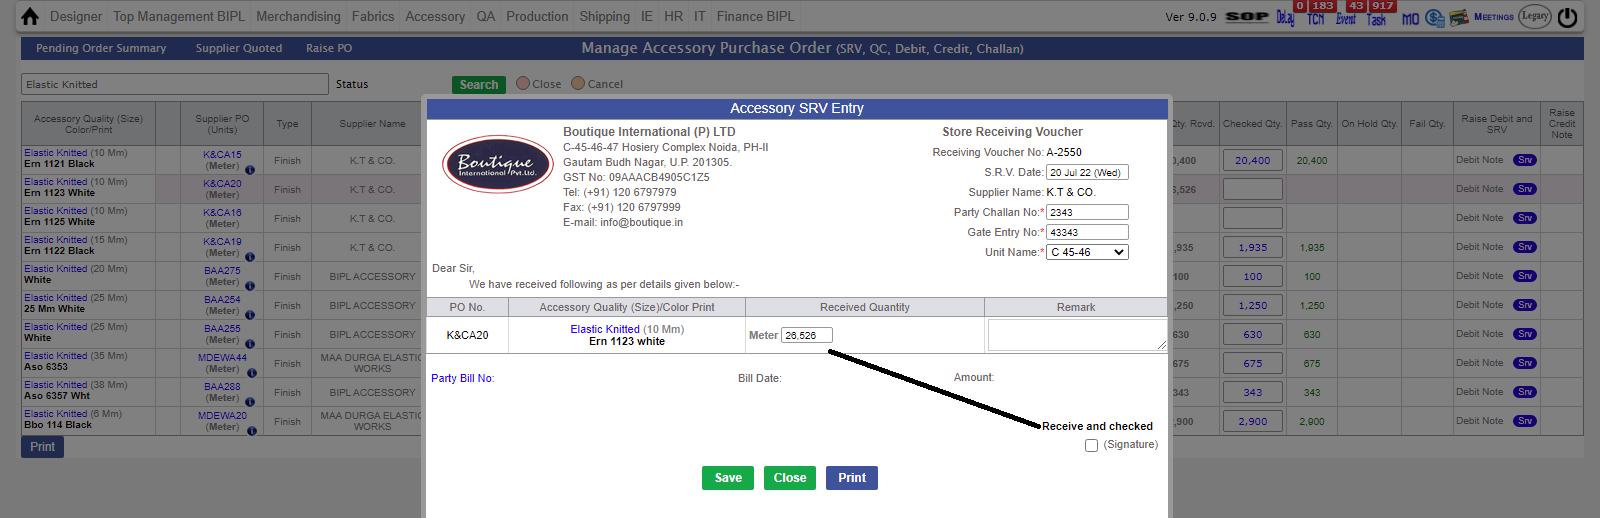 Designer Top Management BIPL Merchandising Fabrics Accessory QA Production Shipping IE HR IT Finance BIPL
Ver 9.0.9 SOP Delay 0 TCN 183 Event 43 Task 917 MO MEETINGS Legacy
Pending Order Summary Supplier Quoted Raise PO Manage Accessory Purchase Order (SRV, QC, Debit, Credit, Challan)
Elastic Knitted Status Search Close Cancel
Accessory Quality (Size) Color/Print Supplier PO (Units) Type Supplier Name Qty. Rcvd. Checked Qty. Pass Qty. On Hold Qty. Fail Qty. Raise Debit and SRV Raise Credit Note
Elastic Knitted (10 Mm) K&CA15 Finish K.T & CO. 0,400 20,400 20,400 Debit Note Srv
Ern 1121 Black (Meter)
Elastic Knitted (10 Mm) K&CA20 Finish K.T & CO. 6,526 Debit Note Srv
Ern 1123 White (Meter)
Elastic Knitted (10 Mm) K&CA16 Finish K.T & CO. Debit Note Srv
Ern 1125 White (Meter)
Elastic Knitted (15 Mm) K&CA19 Finish K.T & CO. ,935 1,935 1,935 Debit Note Srv
Ern 1122 Black (Meter)
Elastic Knitted (20 Mm) BAA275 Finish BIPL ACCESSORY 100 100 100 Debit Note Srv
White (Meter)
Elastic Knitted (25 Mm) BAA254 Finish BIPL ACCESSORY ,250 1,250 1,250 Debit Note Srv
25 Mm White (Meter)
Elastic Knitted (25 Mm) BAA255 Finish BIPL ACCESSORY 630 630 630 Debit Note Srv
White (Meter)
Elastic Knitted (35 Mm) MDEWA44 Finish MAA DURGA ELASTIC WORKS 675 675 675 Debit Note Srv
Aso 6353 (Meter)
Elastic Knitted (38 Mm) BAA288 Finish BIPL ACCESSORY 343 343 343 Debit Note Srv
Aso 6357 Wht (Meter)
Elastic Knitted (6 Mm) MDEWA20 Finish MAA DURGA ELASTIC WORKS ,900 2,900 2,900 Debit Note Srv
Bbo 114 Black (Meter)
Print
Accessory SRV Entry
Boutique
International Pvt.Ltd.
Boutique International (P) LTD
C-45-46-47 Hosiery Complex Noida, PH-II
Gautam Budh Nagar, U.P. 201305.
GST No: 09AAACB4905C1Z5
Tel: (+91) 120 6797979
Fax: (+91) 120 6797999
E-mail: info@boutique.in
Store Receiving Voucher
Receiving Voucher No: A-2550
S.R.V. Date: 20 Jul 22 (Wed)
Supplier Name: K.T & CO.
Party Challan No:* 2343
Gate Entry No:* 43343
Unit Name:* C 45-46
Dear Sir,
We have received following as per details given below:-
PO No. Accessory Quality (Size)/Color Print Received Quantity Remark
K&CA20 Elastic Knitted (10 Mm) Meter 26,526
Ern 1123 white
Party Bill No: Bill Date: Amount:
Receive and checked
(Signature)
Save Close Print